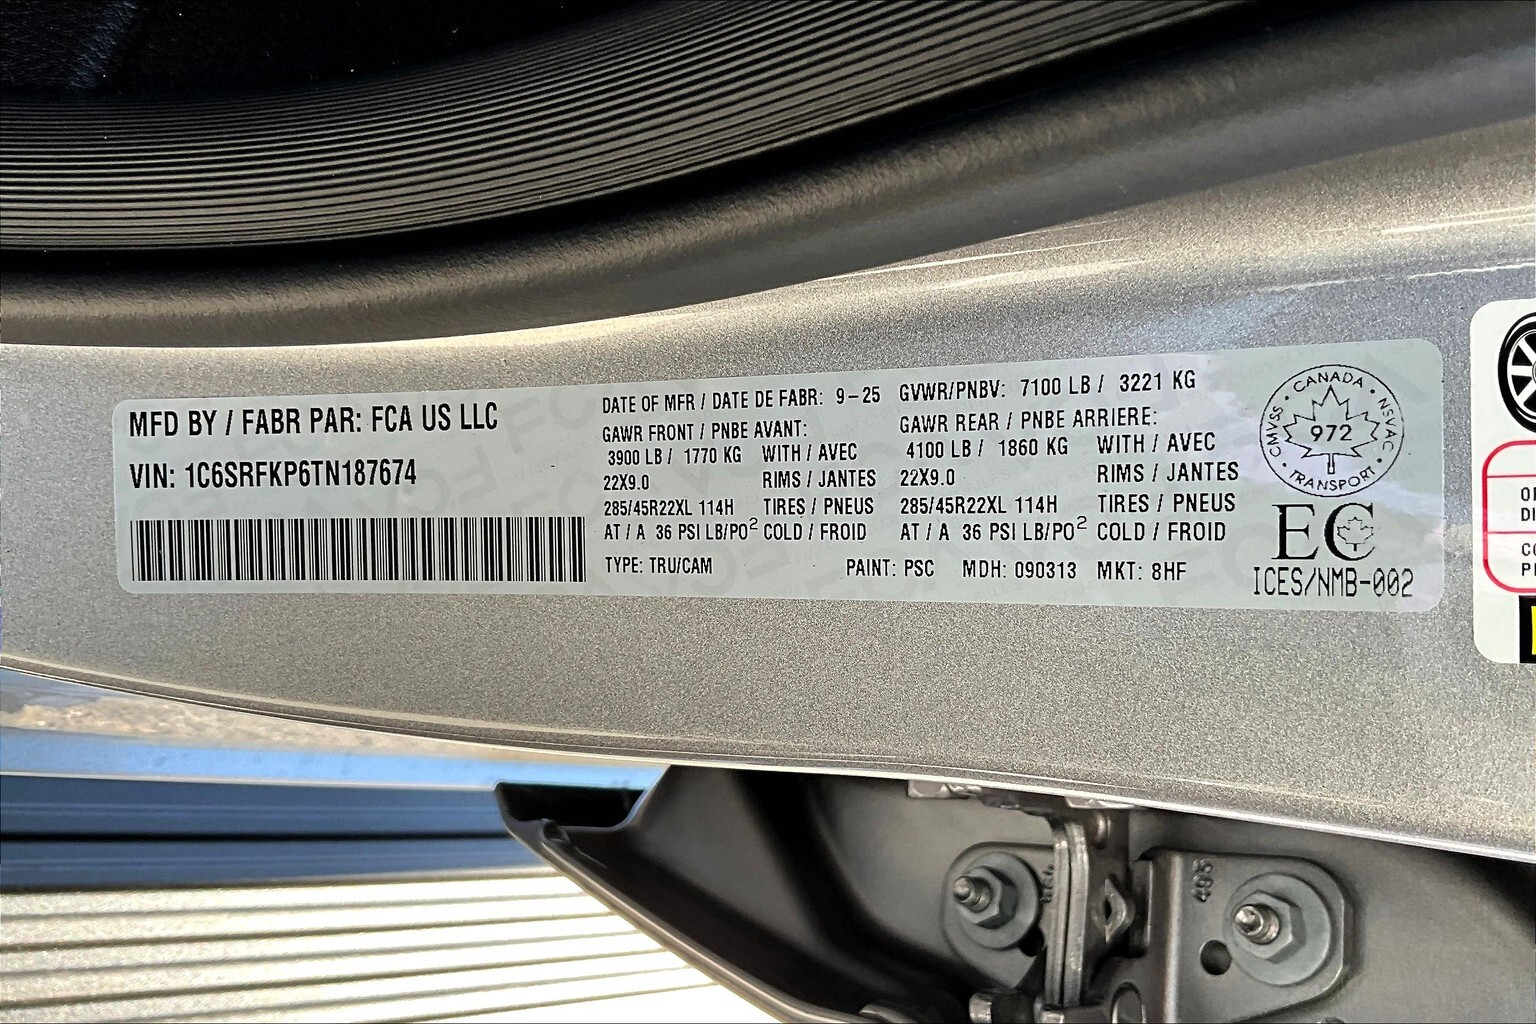 MFD BY / FABR PAR: FCA US LLC
VIN: 1C6SRFKP6TN187674
DATE OF MFR / DATE DE FABR: 9-25 GVWR/PNBV: 7100 LB / 3221 KG
GAWR FRONT / PNBE AVANT: GAWR REAR / PNBE ARRIERE:
3900 LB / 1770 KG WITH / AVEC 4100 LB / 1860 KG WITH / AVEC
22X9.0 RIMS / JANTES 22X9.0 RIMS / JANTES
285/45R22XL 114H TIRES / PNEUS 285/45R22XL 114H TIRES / PNEUS
AT / A 36 PSI LB/PO² COLD / FROID AT / A 36 PSI LB/PO² COLD / FROID
TYPE: TRU/CAM PAINT: PSC MDH: 090313 MKT: 8HF
CANADA
CMVSS NSVAC
972
TRANSPORT
EC
ICES/NMB-002
495